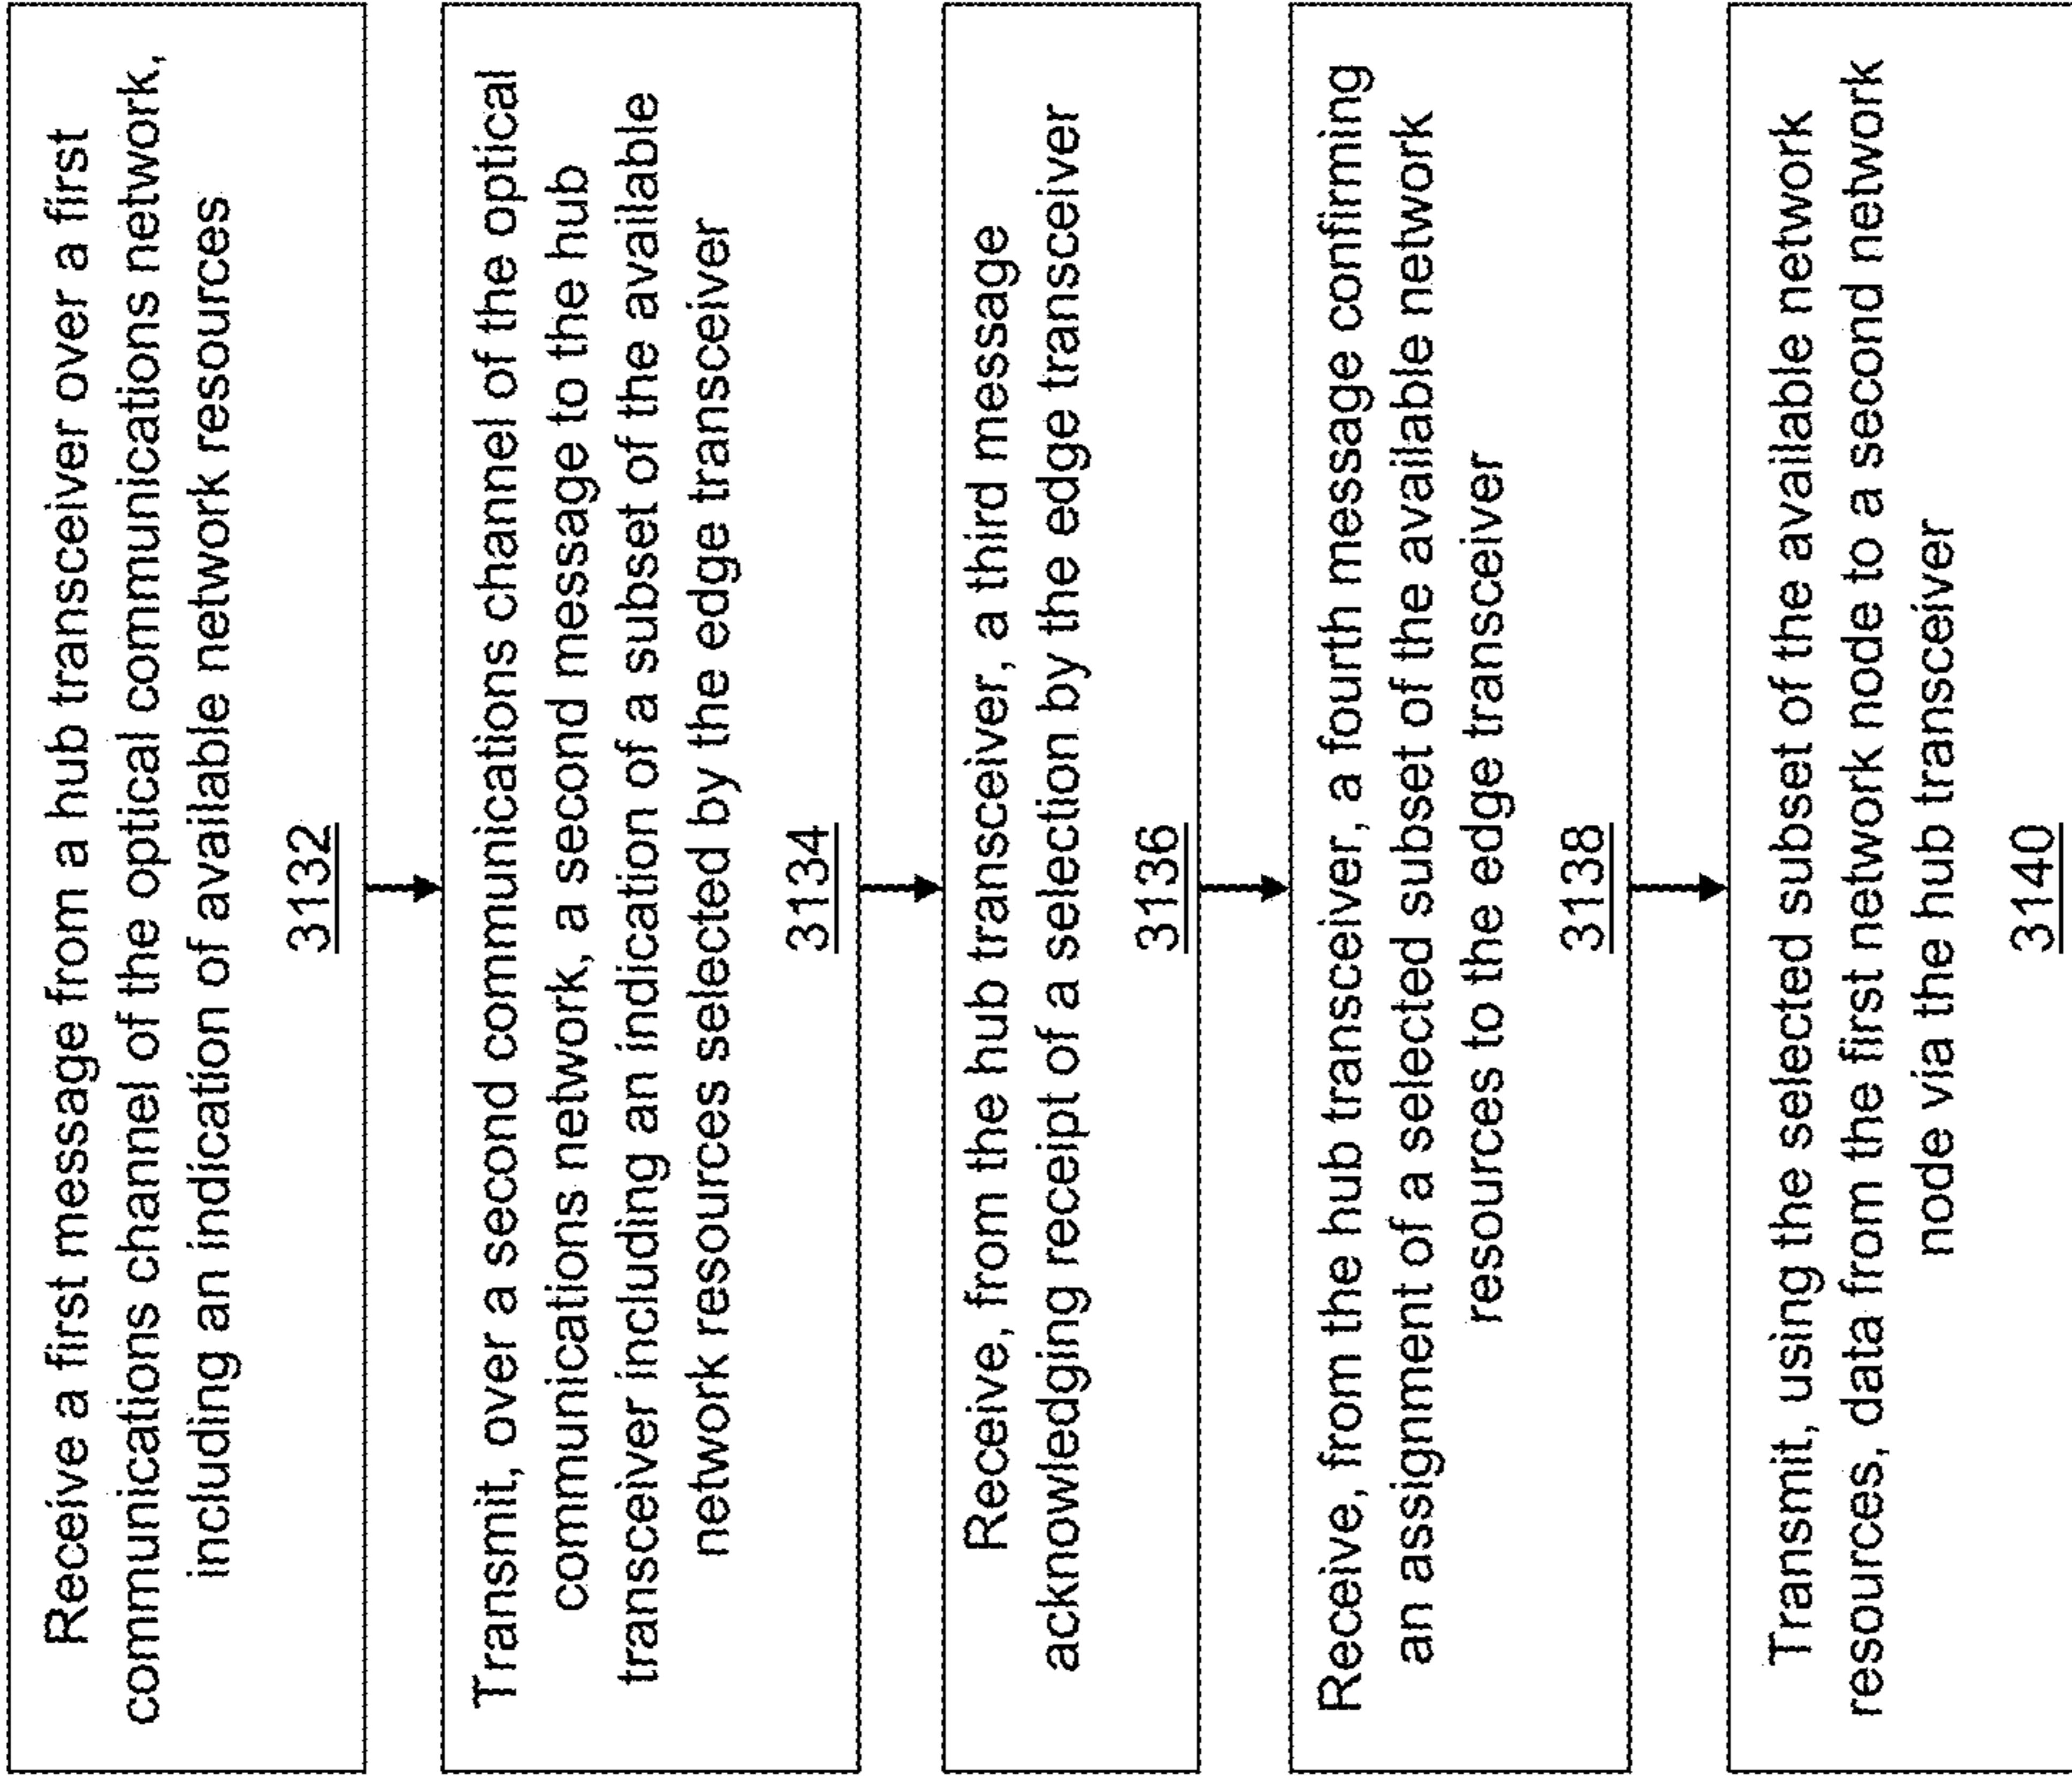 Receive a first message from a hub transceiver over a first
communications channel of the optical communications network,
including an indication of available network resources
3132
Transmit, over a second communications channel of the optical
communications network, a second message to the hub
transceiver including an indication of a subset of the available
network resources selected by the edge transceiver
3134
Receive, from the hub transceiver, a third message
acknowledging receipt of a selection by the edge transceiver
3136
Receive, from the hub transceiver, a fourth message confirming
an assignment of a selected subset of the available network
resources to the edge transceiver
3138
Transmit, using the selected subset of the available network
resources, data from the first network node to a second network
node via the hub transceiver
3140